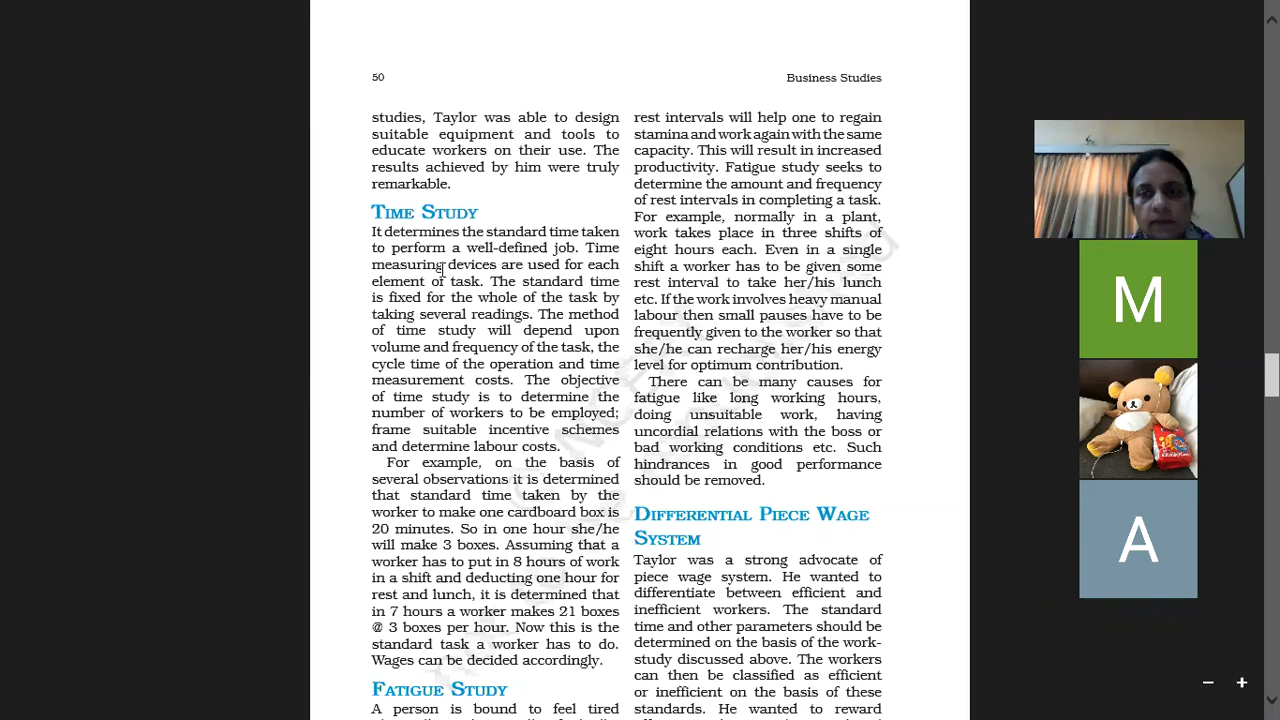 50
Business Studies
studies, Taylor was able to design
suitable equipment and tools to
educate workers on their use. The
results achieved by him were truly
remarkable.
TIME STUDY
It determines the standard time taken
to perform a well-defined job. Time
measuring devices are used for each
element of task. The standard time
is fixed for the whole of the task by
taking several readings. The method
of time study will depend upon
volume and frequency of the task, the
cycle time of the operation and time
measurement costs. The objective
of time study is to determine the
number of workers to be employed;
frame suitable incentive schemes
and determine labour costs.
For example, on the basis of
several observations it is determined
that standard time taken by the
worker to make one cardboard box is
20 minutes. So in one hour she/he
will make 3 boxes. Assuming that a
worker has to put in 8 hours of work
in a shift and deducting one hour for
rest and lunch, it is determined that
in 7 hours a worker makes 21 boxes
@ 3 boxes per hour. Now this is the
standard task a worker has to do.
Wages can be decided accordingly.
FATIGUE STUDY
A person is bound to feel tired
rest intervals will help one to regain
stamina and work again with the same
capacity. This will result in increased
productivity. Fatigue study seeks to
determine the amount and frequency
of rest intervals in completing a task.
For example, normally in a plant,
work takes place in three shifts of
eight hours each. Even in a single
shift a worker has to be given some
rest interval to take her/his lunch
etc. If the work involves heavy manual
labour then small pauses have to be
frequently given to the worker so that
she/he can recharge her/his energy
level for optimum contribution.
There can be many causes for
fatigue like long working hours,
doing unsuitable work, having
uncordial relations with the boss or
bad working conditions etc. Such
hindrances in good performance
should be removed.
DIFFERENTIAL PIECE WAGE
SYSTEM
Taylor was a strong advocate of
piece wage system. He wanted to
differentiate between efficient and
inefficient workers. The standard
time and other parameters should be
determined on the basis of the work-
study discussed above. The workers
can then be classified as efficient
or inefficient on the basis of these
standards. He wanted to reward
M
A